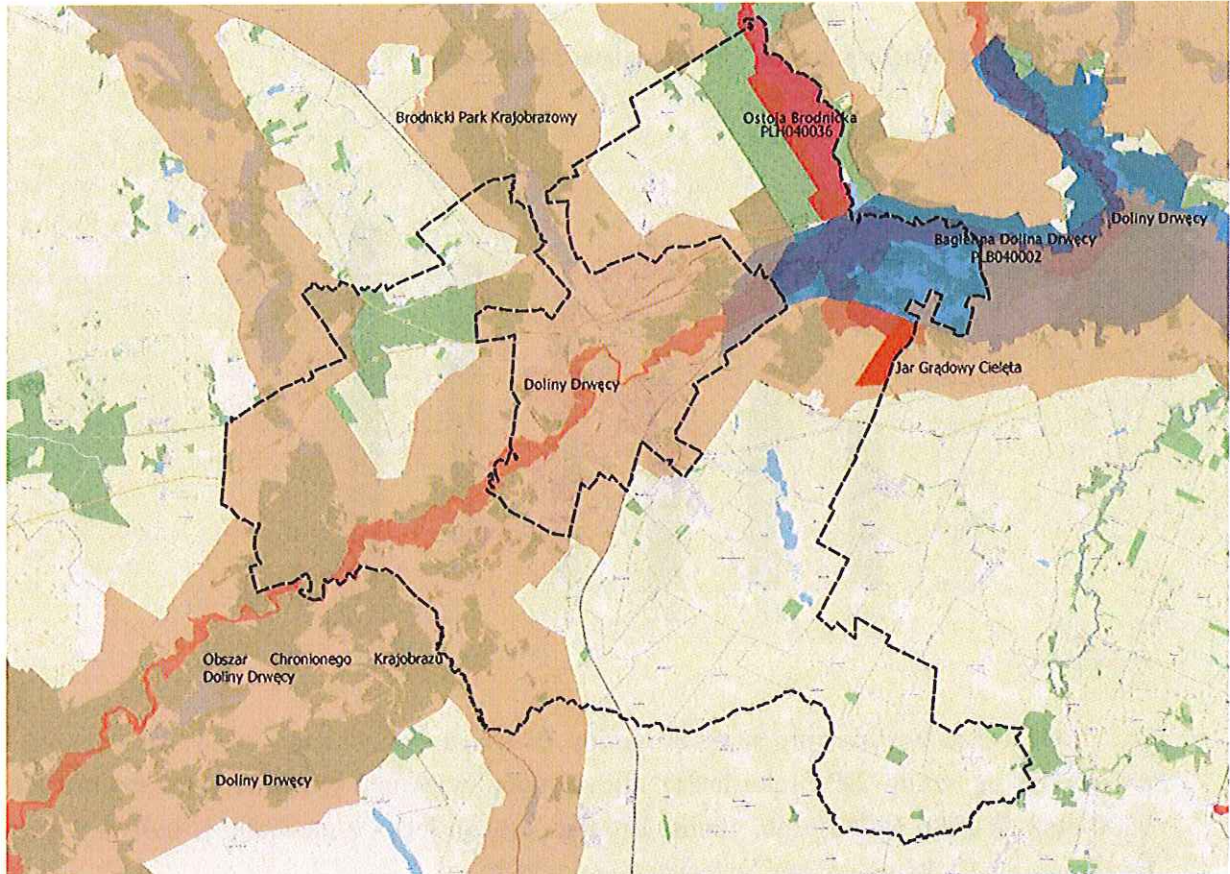 Brodnicki Park Krajobrazowy
Ostoja Brodnicka
PLH040036
Doliny Drwęcy
Bagienna Dolina Drwęcy
PLB040002
Jar Grądowy Cielęta
Doliny Drwęcy
Obszar Chronionego Krajobrazu
Doliny Drwęcy
Doliny Drwęcy